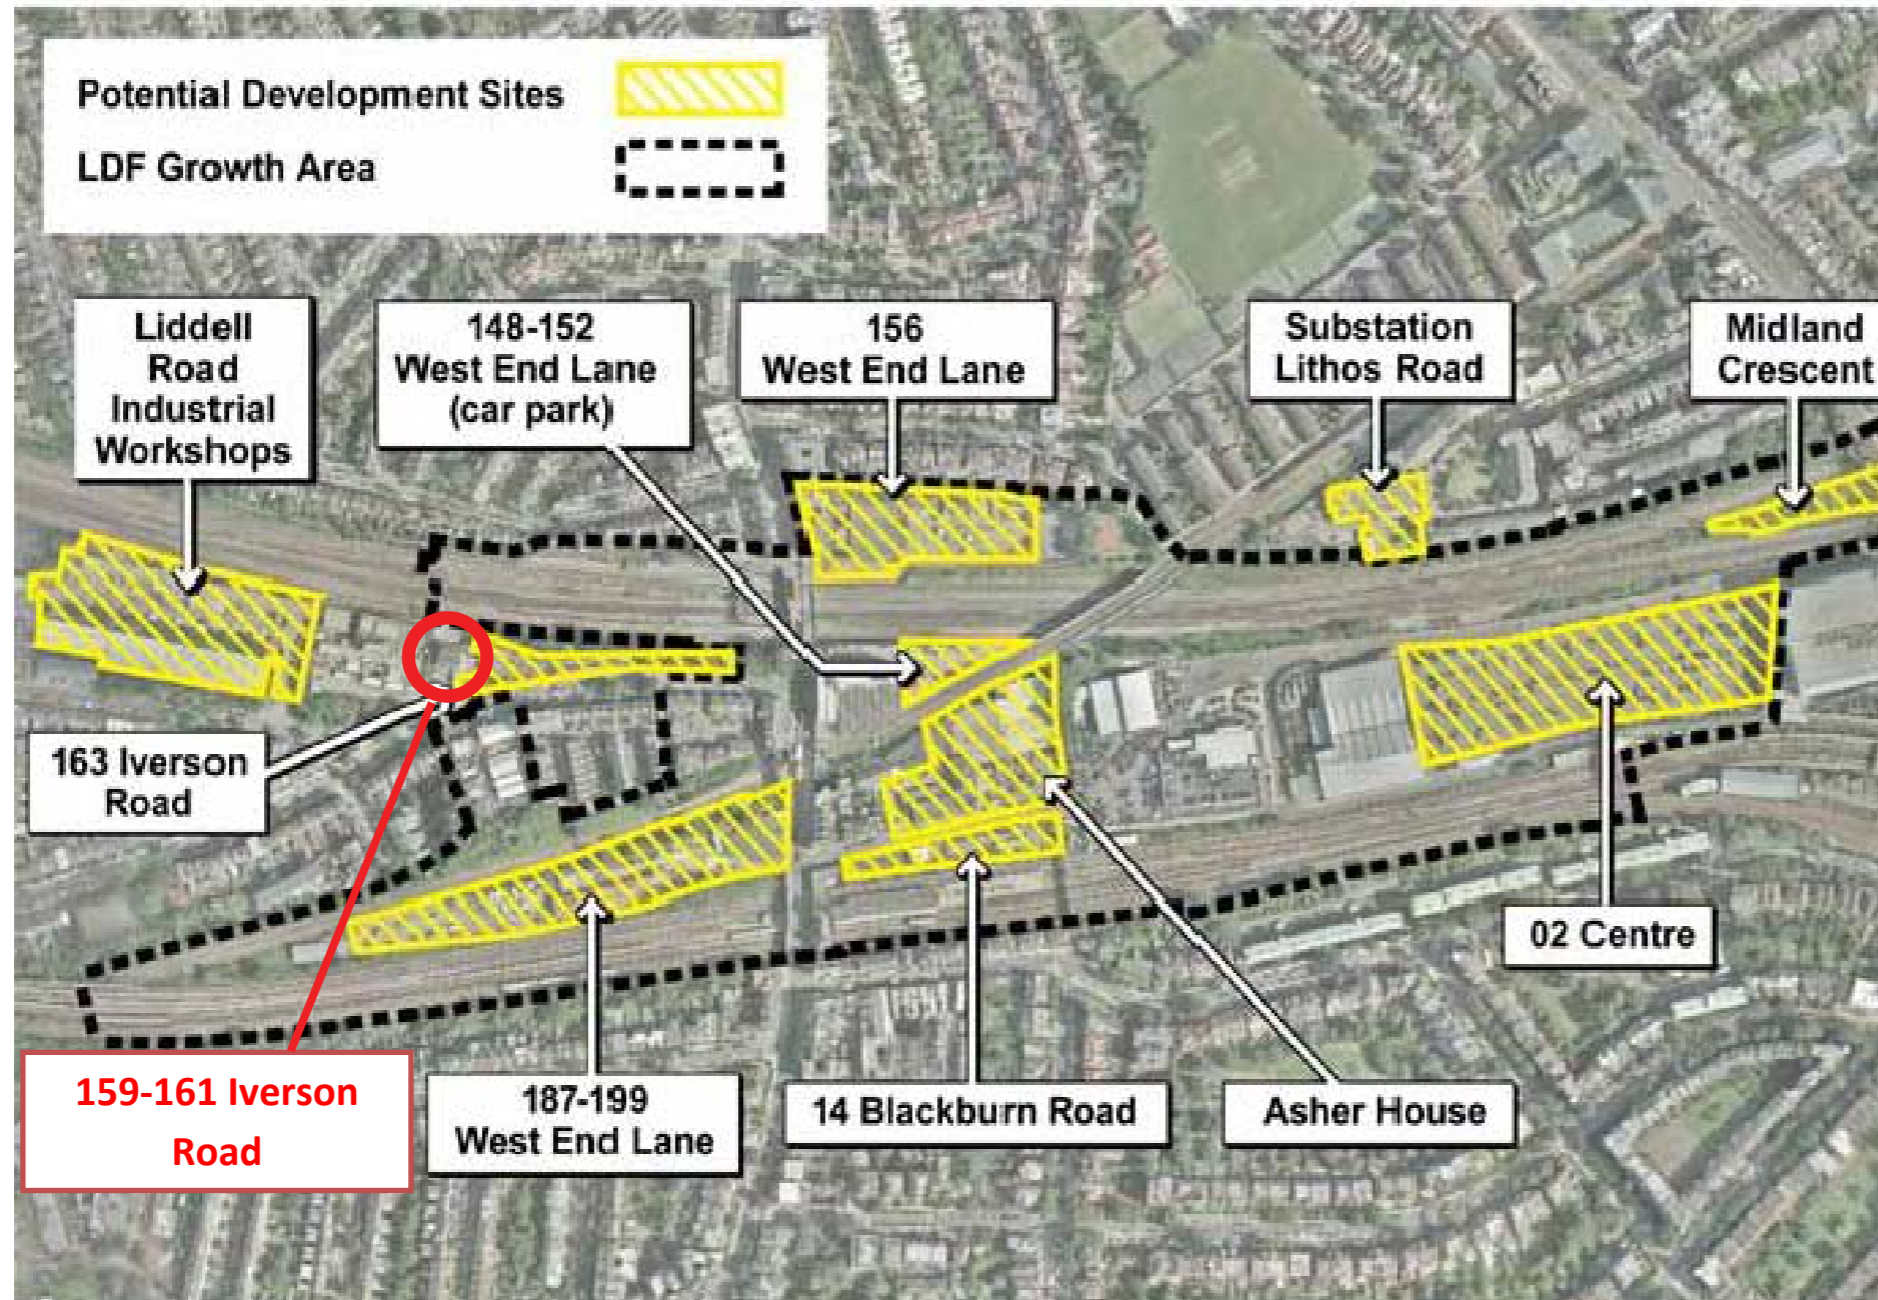 Potential Development Sites
LDF Growth Area
Liddell
Road
Industrial
Workshops
148-152
West End Lane
(car park)
156
West End Lane
Substation
Lithos Road
Midland
Crescent
163 Iverson
Road
02 Centre
159-161 Iverson
Road
187-199
West End Lane
14 Blackburn Road
Asher House